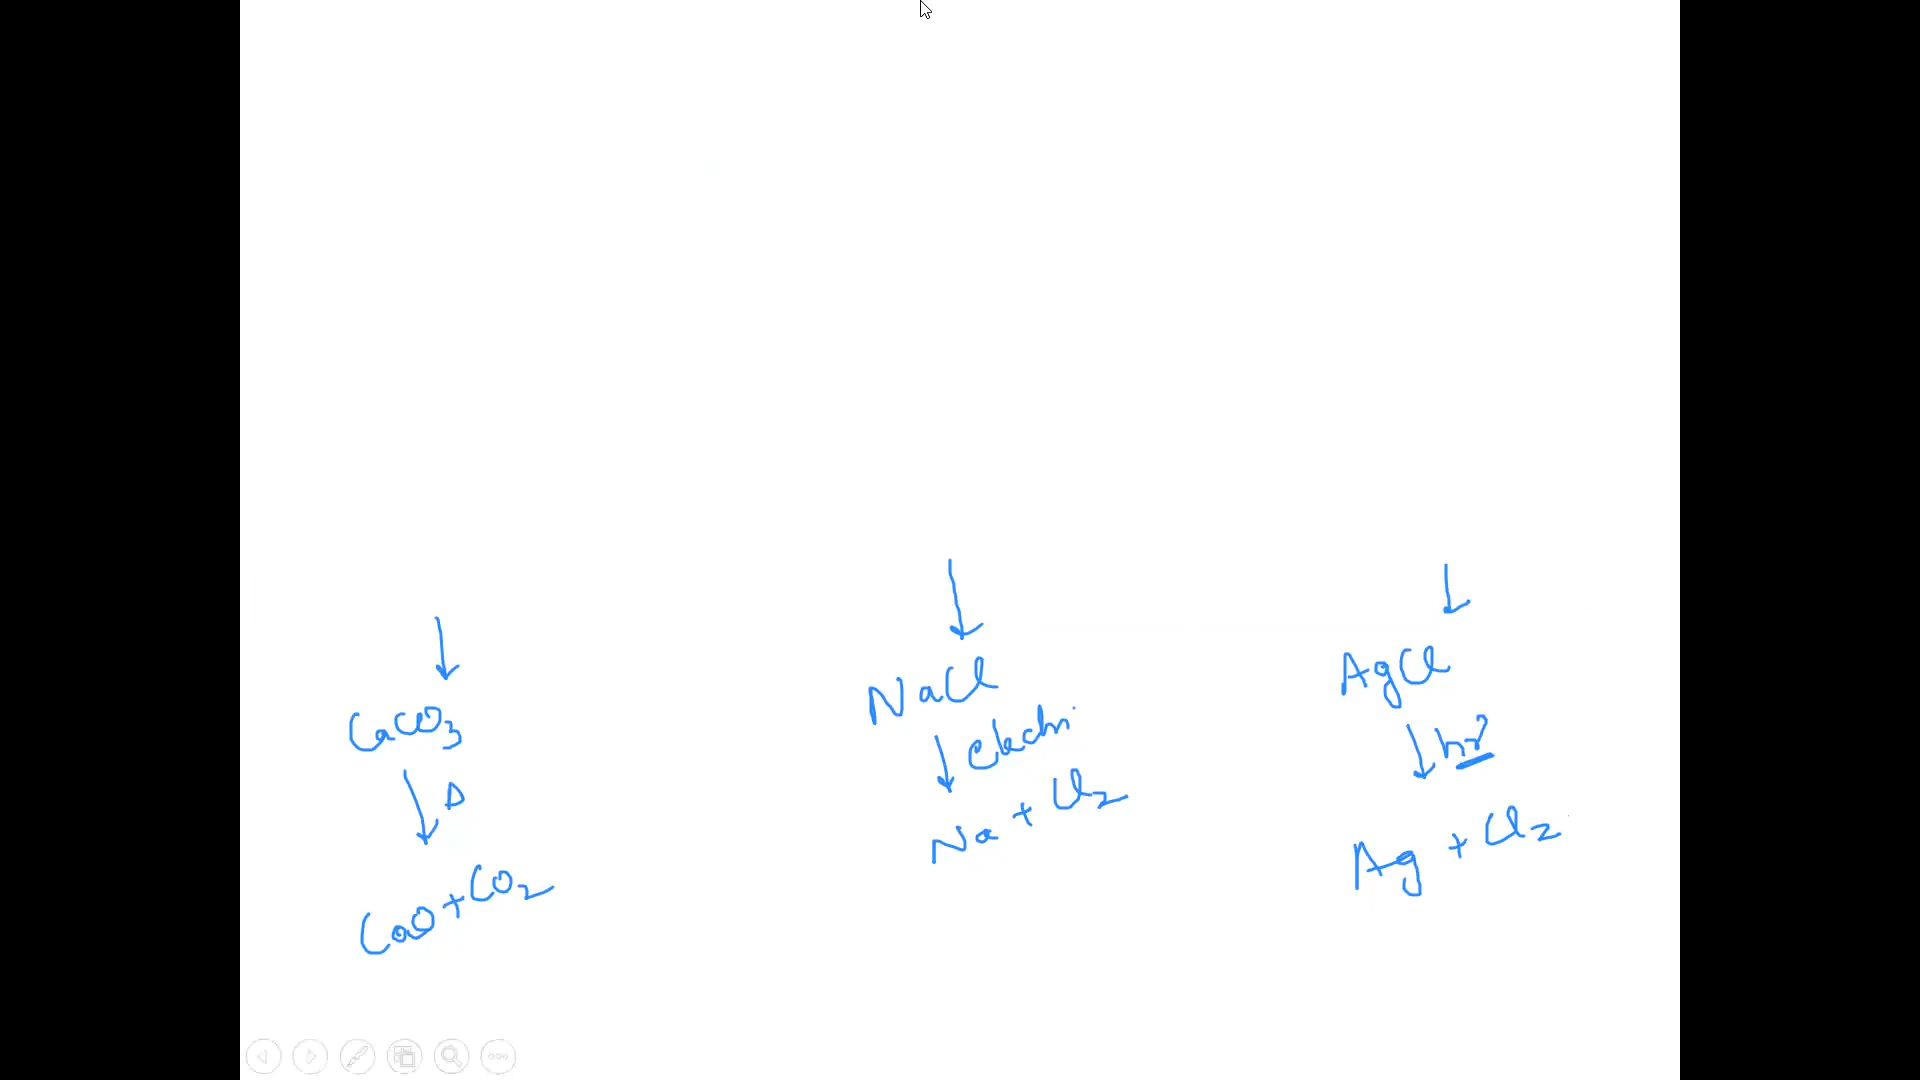 CaCO3
Δ
CaO + CO2
NaCl
Electri
Na + Cl2
AgCl
hν
Ag + Cl2